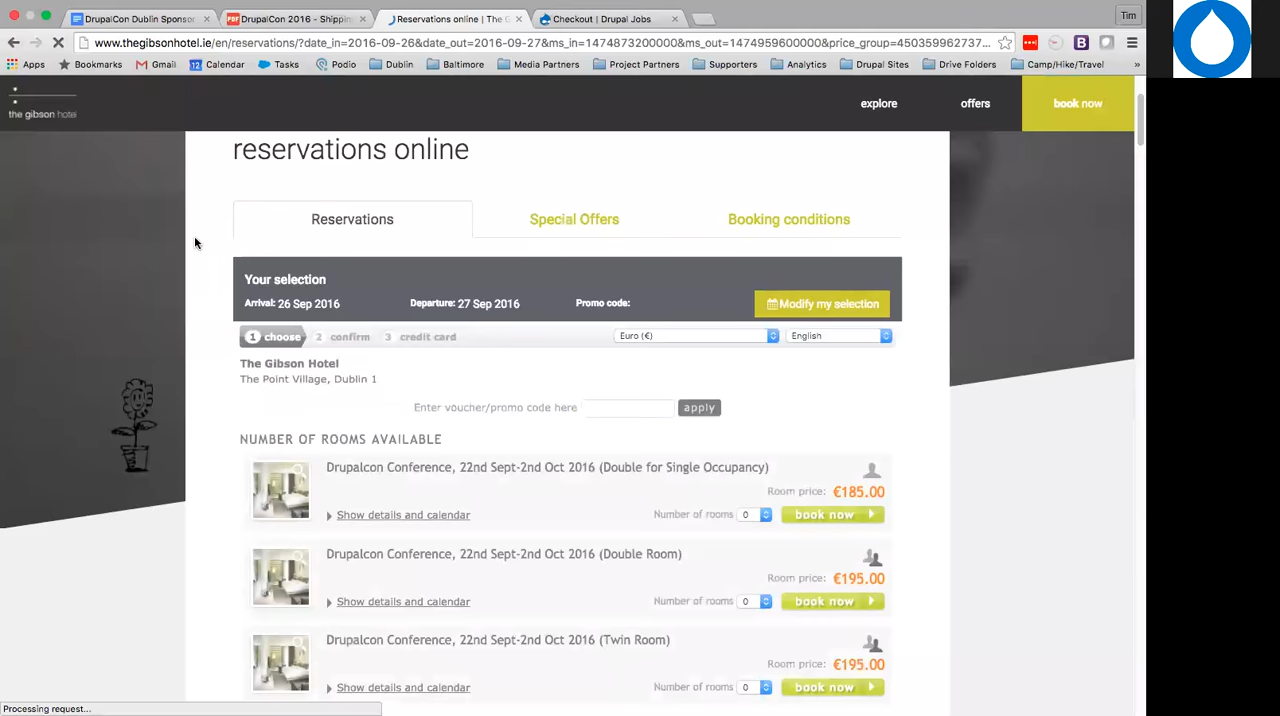 DrupalCon Dublin Sponso × DrupalCon 2016 - Shippin × Reservations online | The G × Checkout | Drupal Jobs × Tim
www.thegibsonhotel.ie/en/reservations/?date_in=2016-09-26&date_out=2016-09-27&ms_in=1474873200000&ms_out=1474959600000&price_group=450359962737...
Apps Bookmarks Gmail 12 Calendar Tasks Podio Dublin Baltimore Media Partners Project Partners Supporters Analytics Drupal Sites Drive Folders Camp/Hike/Travel »
the gibson hotel explore offers book now
reservations online
Reservations Special Offers Booking conditions
Your selection
Arrival: 26 Sep 2016 Departure: 27 Sep 2016 Promo code: Modify my selection
1 choose 2 confirm 3 credit card Euro (€) English
The Gibson Hotel
The Point Village, Dublin 1
Enter voucher/promo code here apply
NUMBER OF ROOMS AVAILABLE
Drupalcon Conference, 22nd Sept-2nd Oct 2016 (Double for Single Occupancy)
Room price: €185.00
Show details and calendar Number of rooms 0 book now
Drupalcon Conference, 22nd Sept-2nd Oct 2016 (Double Room)
Room price: €195.00
Show details and calendar Number of rooms 0 book now
Drupalcon Conference, 22nd Sept-2nd Oct 2016 (Twin Room)
Room price: €195.00
Show details and calendar Number of rooms 0 book now
Processing request...